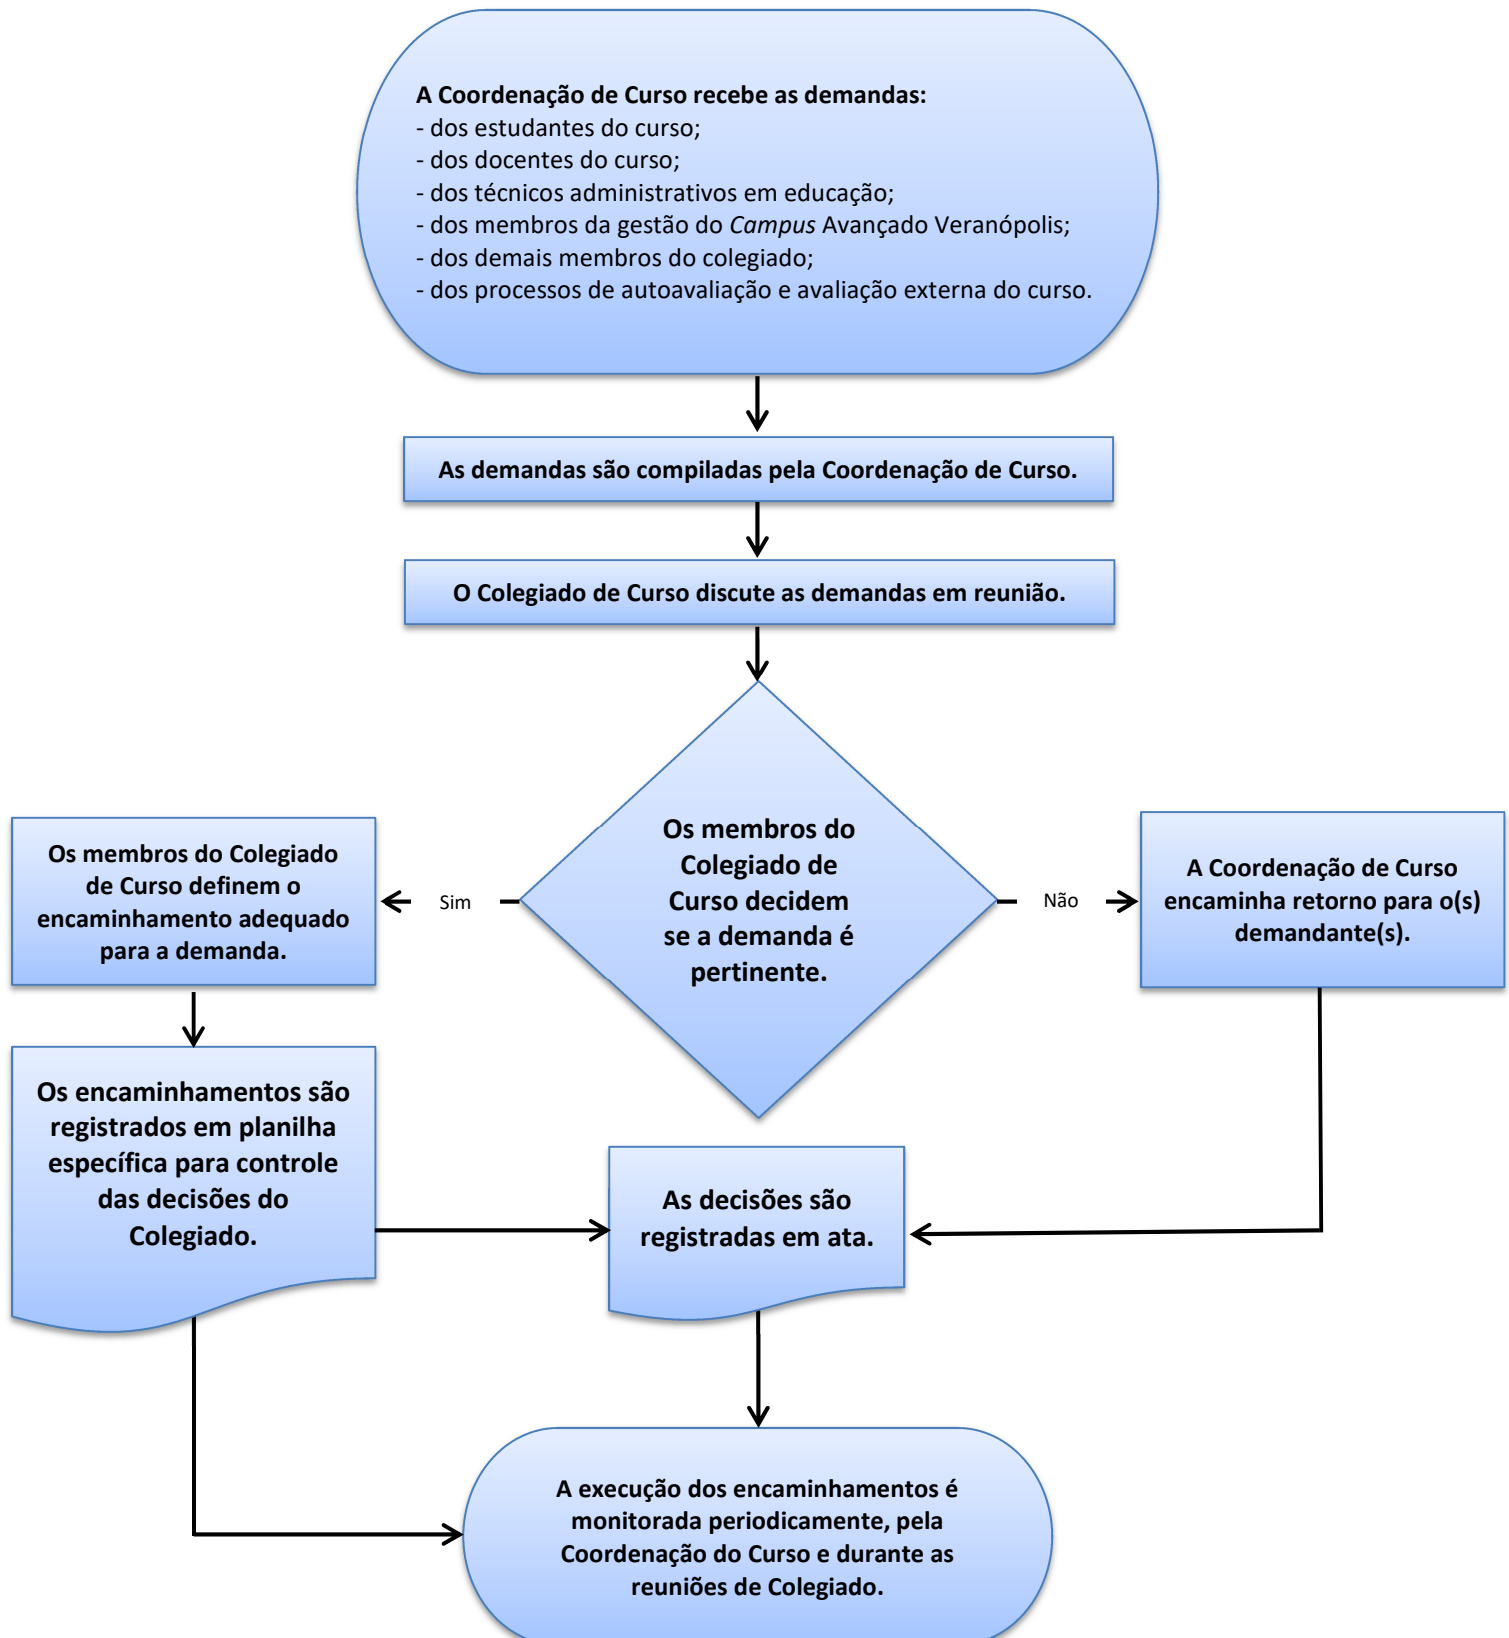 A Coordenação de Curso recebe as demandas:
- dos estudantes do curso;
- dos docentes do curso;
- dos técnicos administrativos em educação;
- dos membros da gestão do Campus Avançado Veranópolis;
- dos demais membros do colegiado;
- dos processos de autoavaliação e avaliação externa do curso.
As demandas são compiladas pela Coordenação de Curso.
O Colegiado de Curso discute as demandas em reunião.
Os membros do
Colegiado de
Curso decidem
se a demanda é
pertinente.
Sim
Não
Os membros do Colegiado
de Curso definem o
encaminhamento adequado
para a demanda.
A Coordenação de Curso
encaminha retorno para o(s)
demandante(s).
Os encaminhamentos são
registrados em planilha
específica para controle
das decisões do
Colegiado.
As decisões são
registradas em ata.
A execução dos encaminhamentos é
monitorada periodicamente, pela
Coordenação do Curso e durante as
reuniões de Colegiado.